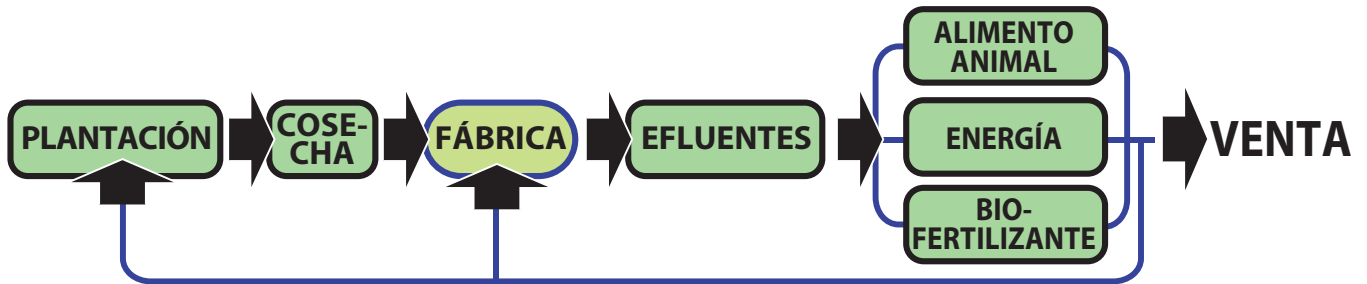 PLANTACIÓN
COSE-
CHA
FÁBRICA
EFLUENTES
ALIMENTO
ANIMAL
ENERGÍA
BIO-
FERTILIZANTE
VENTA